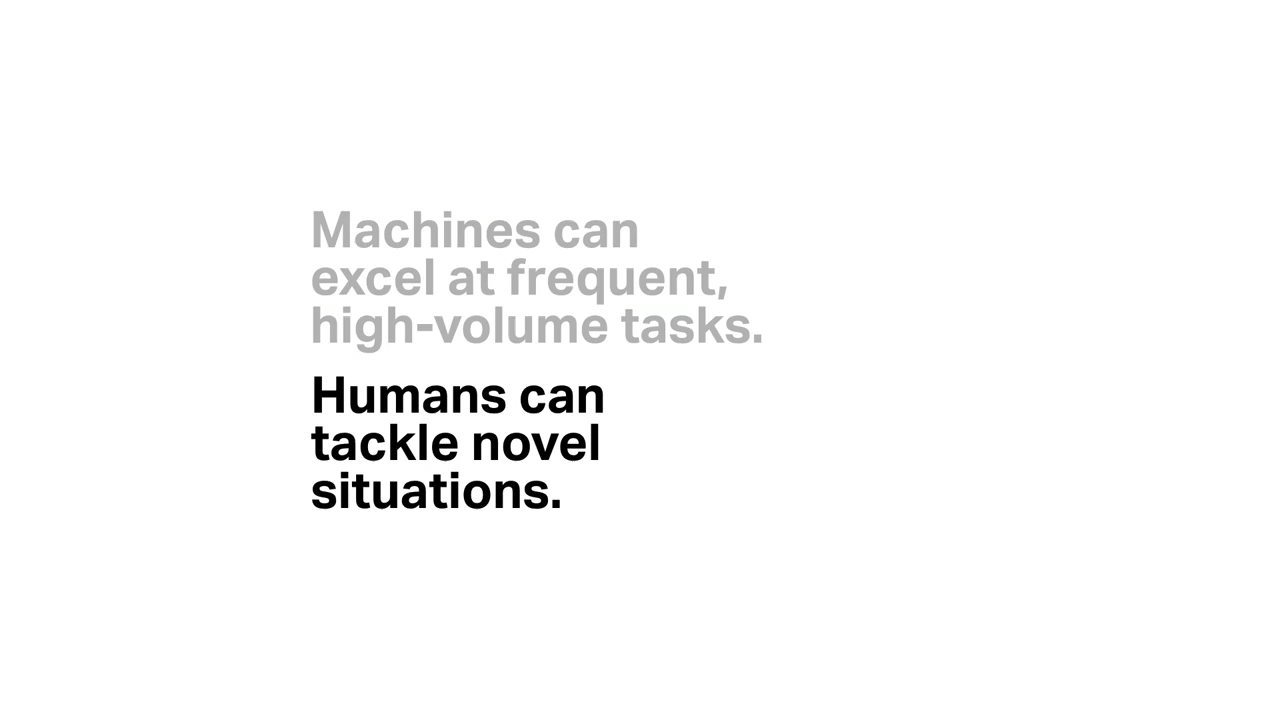 Machines can
excel at frequent,
high-volume tasks.
Humans can
tackle novel
situations.